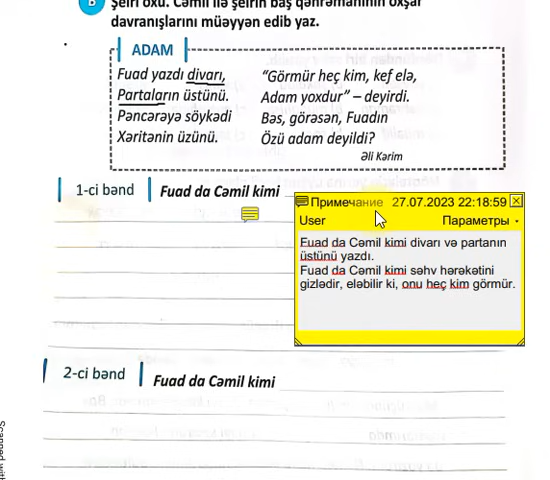 B Şeiri oxu. Cəmil ilə şeirin baş qəhrəmanının oxşar
davranışlarını müəyyən edib yaz.
ADAM
Fuad yazdı divarı,
Partaların üstünü.
Pəncərəyə söykədi
Xəritənin üzünü.
“Görmür heç kim, kef elə,
Adam yoxdur” – deyirdi.
Bəs, görəsən, Fuadın
Özü adam deyildi?
Əli Kərim
1-ci bənd
Fuad da Cəmil kimi
Примечание 27.07.2023 22:18:59
User Параметры
Fuad da Cəmil kimi divarı və partanın
üstünü yazdı.
Fuad da Cəmil kimi səhv hərəkətini
gizlədir, eləbilir ki, onu heç kim görmür.
2-ci bənd
Fuad da Cəmil kimi
Scanned with